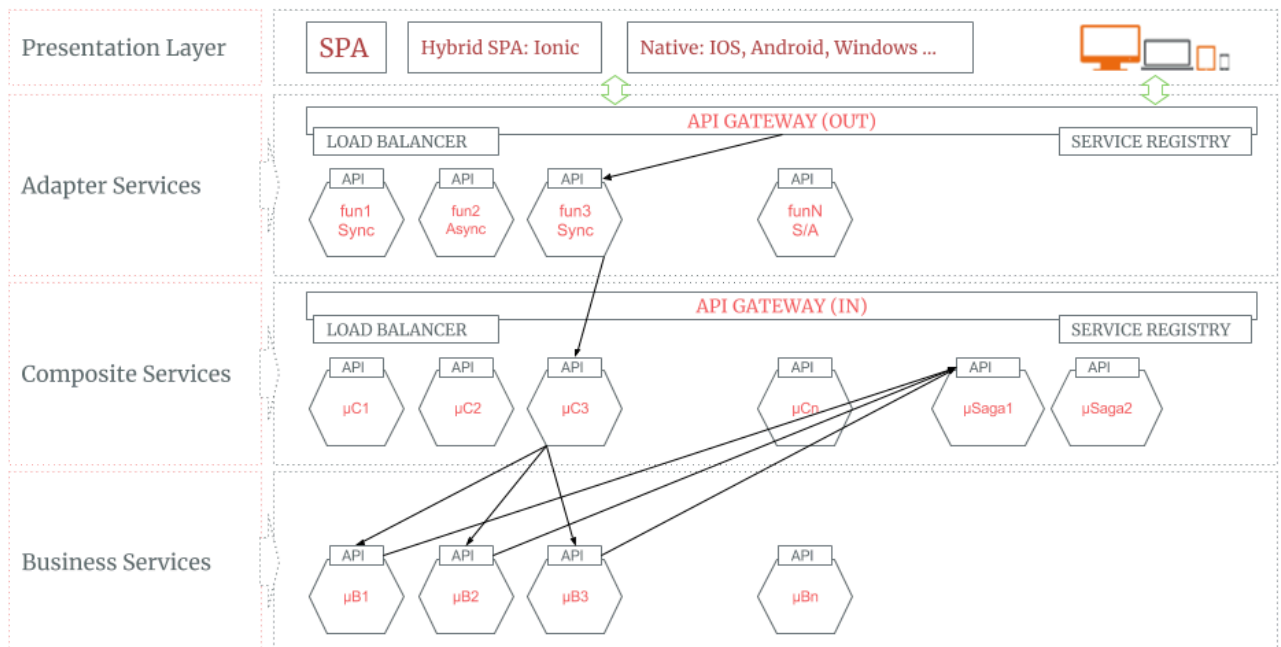 Presentation Layer
SPA
Hybrid SPA: Ionic
Native: IOS, Android, Windows ...
Adapter Services
API GATEWAY (OUT)
LOAD BALANCER
SERVICE REGISTRY
API
API
API
API
fun1
Sync
fun2
Async
fun3
Sync
funN
S/A
Composite Services
API GATEWAY (IN)
LOAD BALANCER
SERVICE REGISTRY
API
API
API
API
API
API
μC1
μC2
μC3
μCn
μSaga1
μSaga2
Business Services
API
API
API
API
μB1
μB2
μB3
μBn